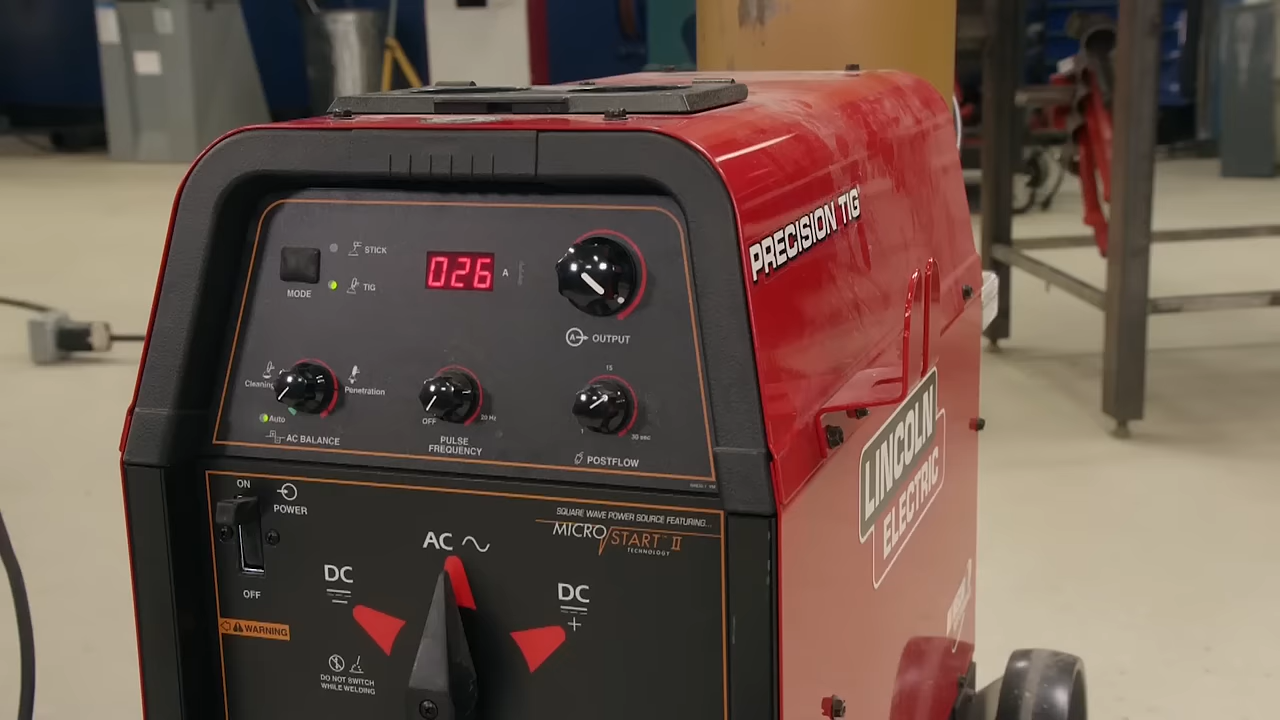 STICK
026 A
MODE
TIG
PRECISION TIG
OUTPUT
15
Cleaning
Penetration
Auto
OFF
20 Hz
30 sec
AC BALANCE
PULSE
FREQUENCY
POSTFLOW
ON
POWER
OFF
SQUARE WAVE POWER SOURCE FEATURING...
MICRO START II
TECHNOLOGY
AC
DC
DC
+
WARNING
DO NOT SWITCH
WHILE WELDING
LINCOLN
ELECTRIC